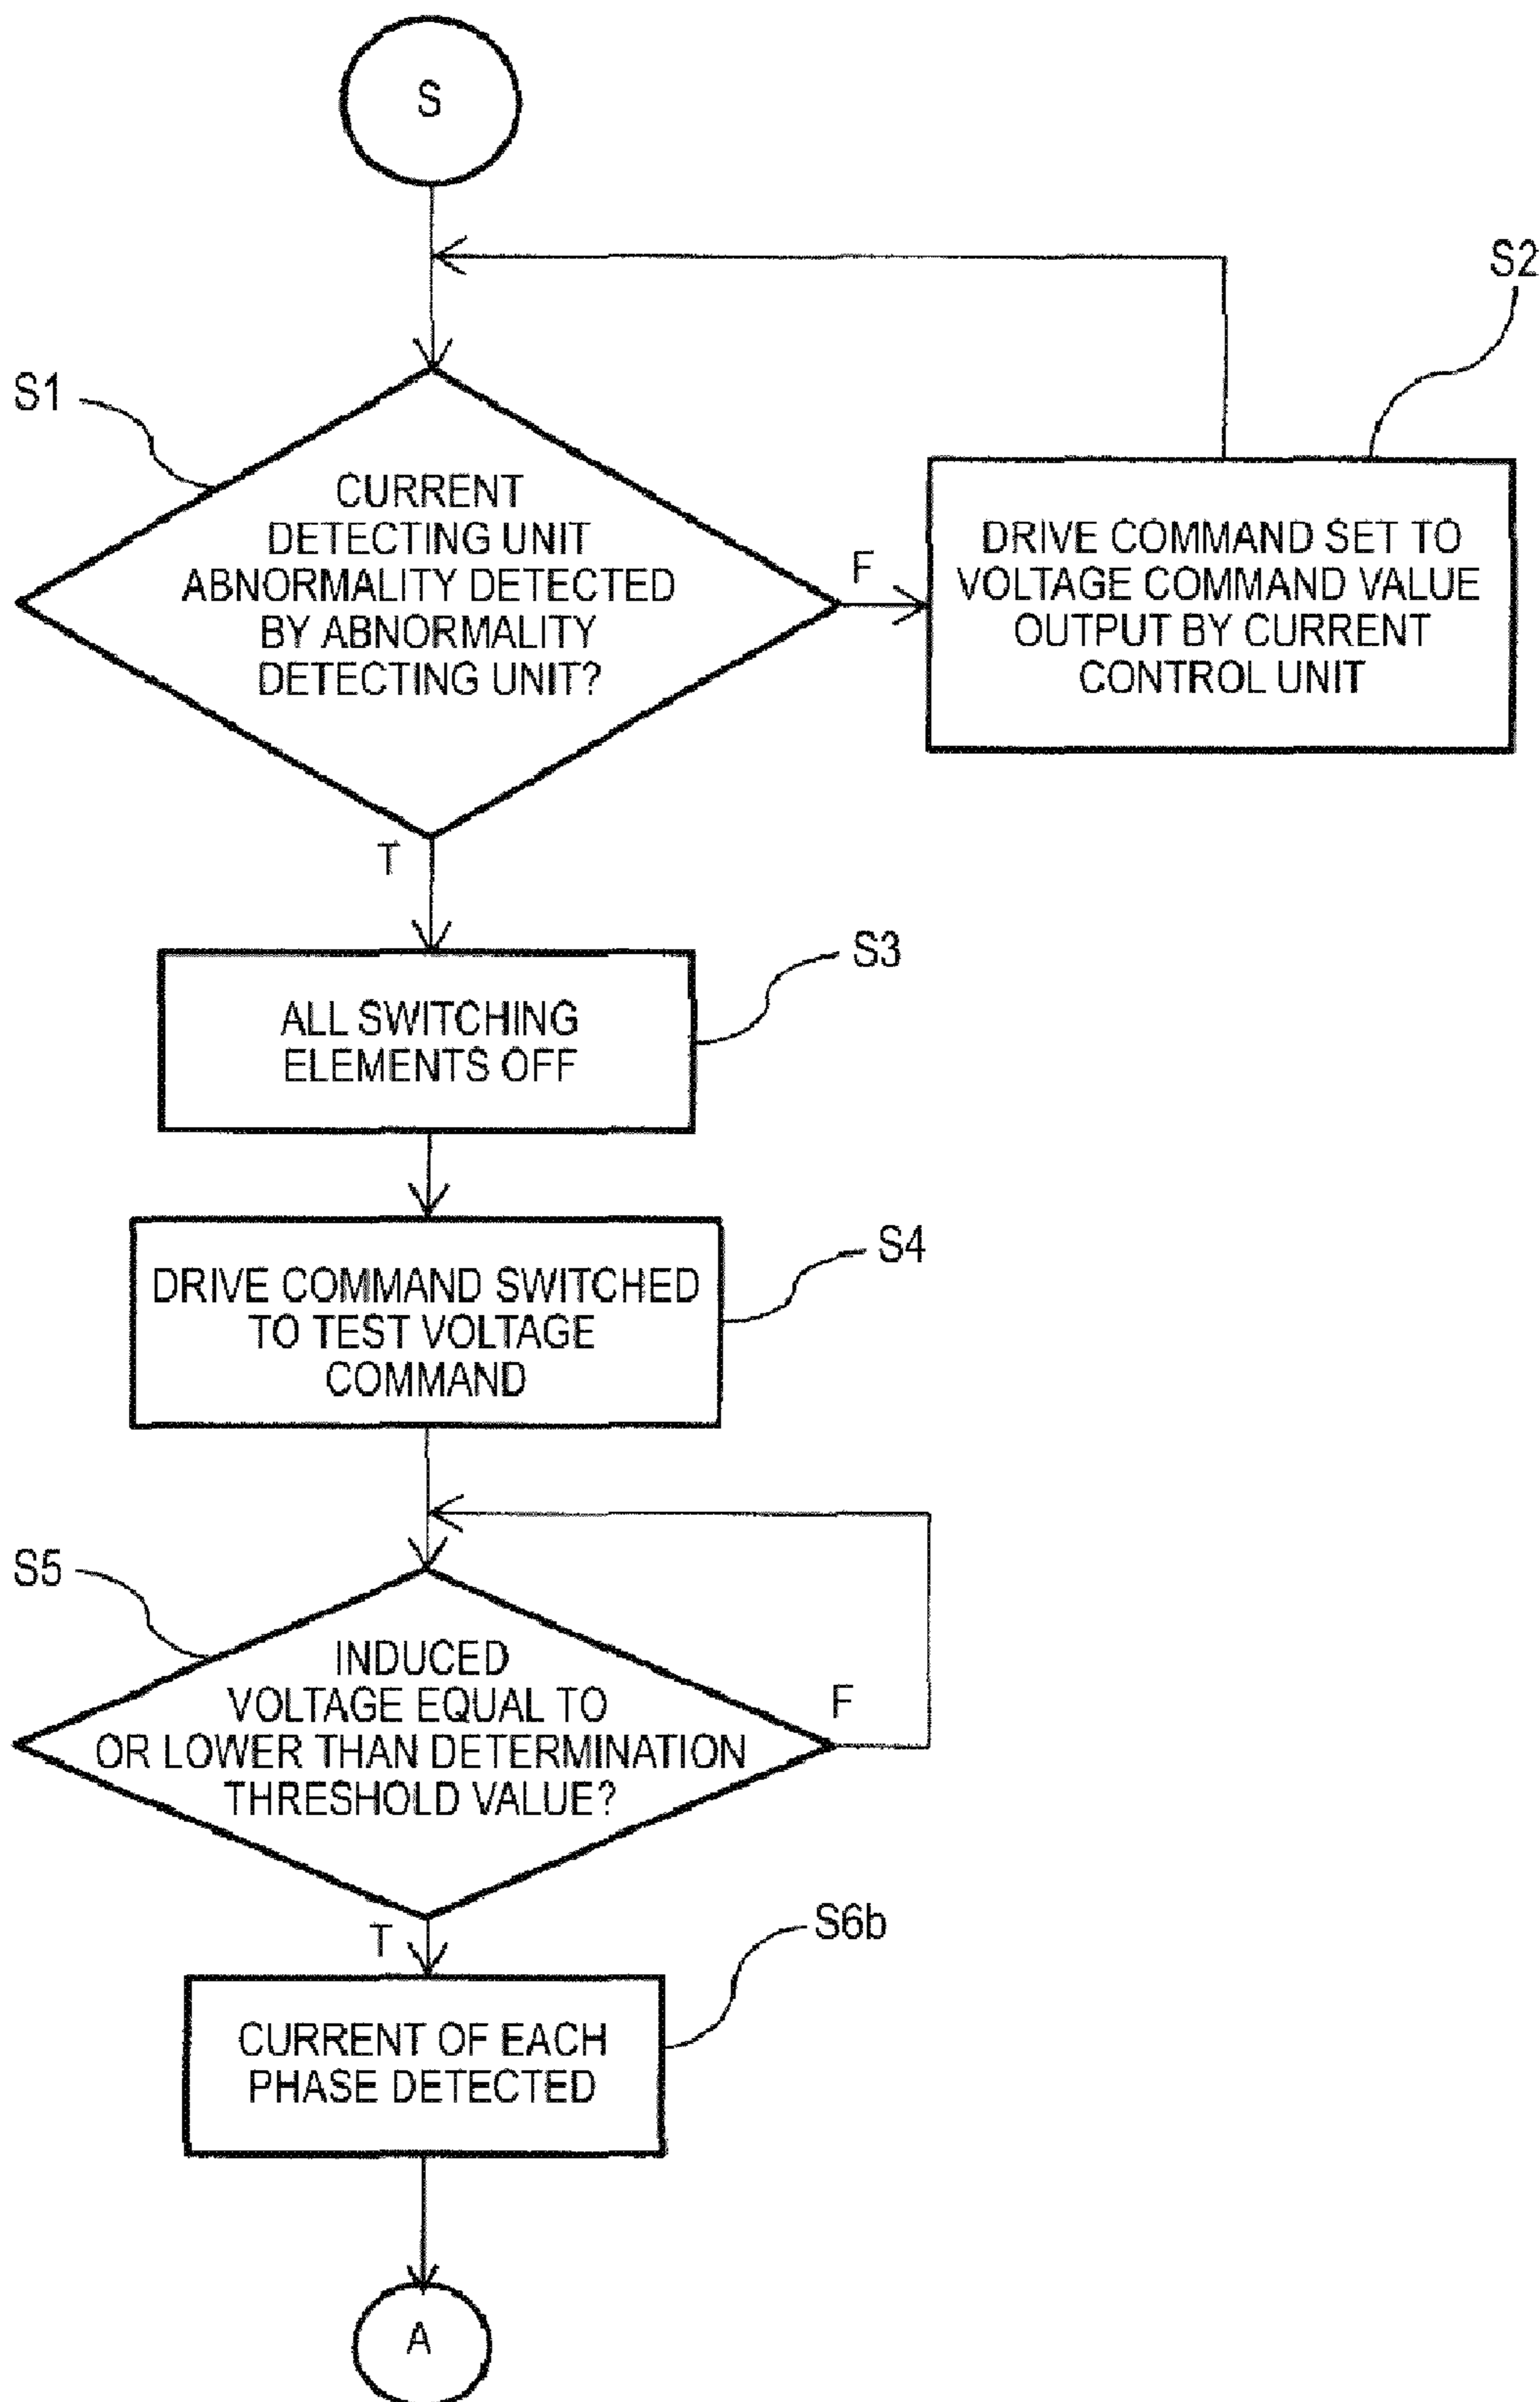 S
S2
S1
CURRENT
DETECTING UNIT
ABNORMALITY DETECTED
BY ABNORMALITY
DETECTING UNIT?
F
DRIVE COMMAND SET TO
VOLTAGE COMMAND VALUE
OUTPUT BY CURRENT
CONTROL UNIT
T
S3
ALL SWITCHING
ELEMENTS OFF
S4
DRIVE COMMAND SWITCHED
TO TEST VOLTAGE
COMMAND
S5
INDUCED
VOLTAGE EQUAL TO
OR LOWER THAN DETERMINATION
THRESHOLD VALUE?
F
T
S6b
CURRENT OF EACH
PHASE DETECTED
A